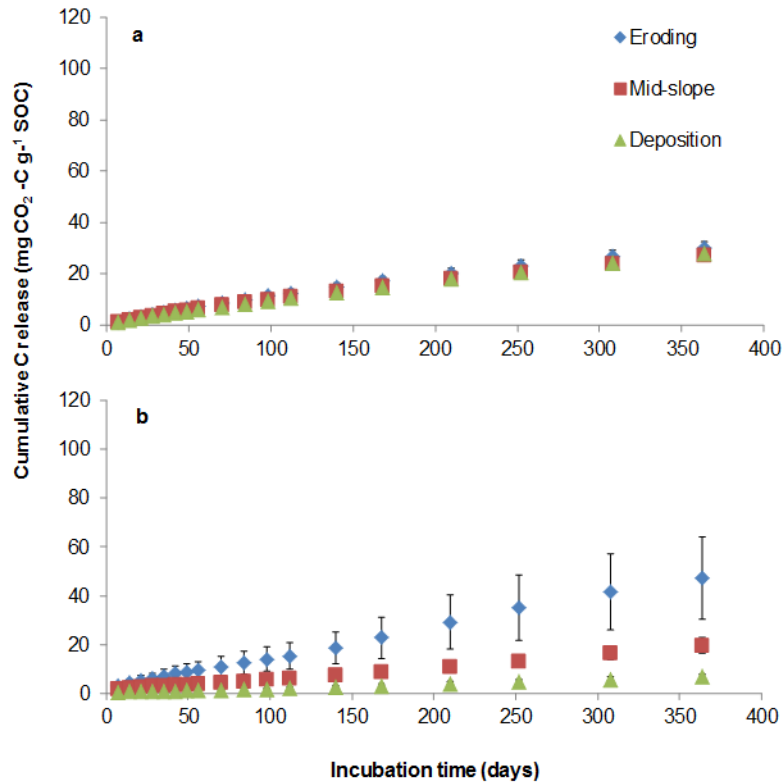 120
a
Eroding
100
Mid-slope
80
Deposition
60
40
20
0
0 50 100 150 200 250 300 350 400
Cumulative C release (mg CO₂ -C g-¹ SOC)
120
b
100
80
60
40
20
0
0 50 100 150 200 250 300 350 400
Incubation time (days)